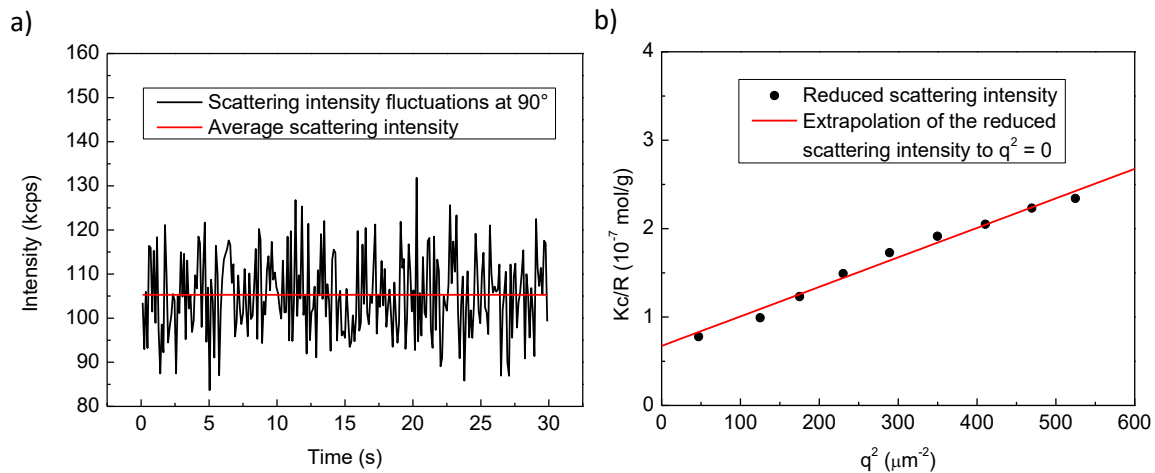 a)
160
150
140
130
120
110
100
90
80
Intensity (kcps)
Scattering intensity fluctuations at 90°
Average scattering intensity
0 5 10 15 20 25 30
Time (s)
b)
4
3
2
1
0
Kc/R (10⁻⁷ mol/g)
Reduced scattering intensity
Extrapolation of the reduced
scattering intensity to q² = 0
0 100 200 300 400 500 600
q² (μm⁻²)